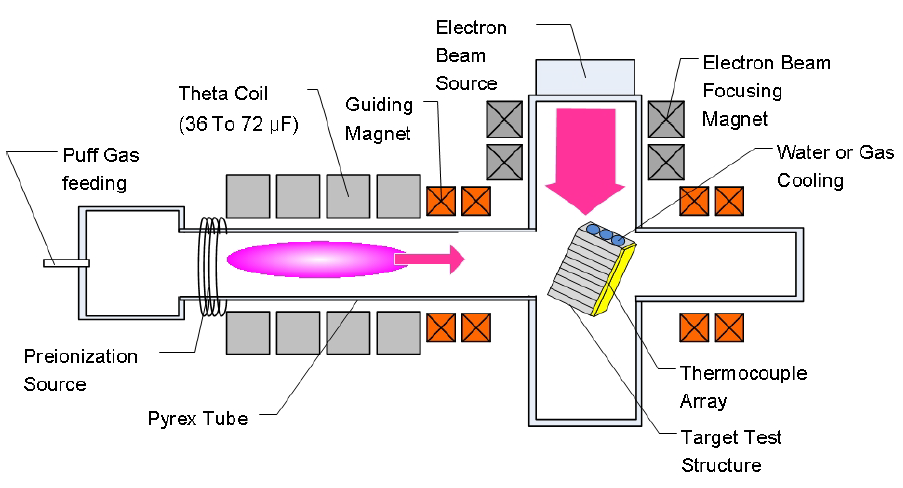 Electron
Beam
Source
Electron Beam
Focusing
Magnet
Theta Coil
(36 To 72 µF)
Guiding
Magnet
Puff Gas
feeding
Water or Gas
Cooling
Preionization
Source
Pyrex Tube
Thermocouple
Array
Target Test
Structure